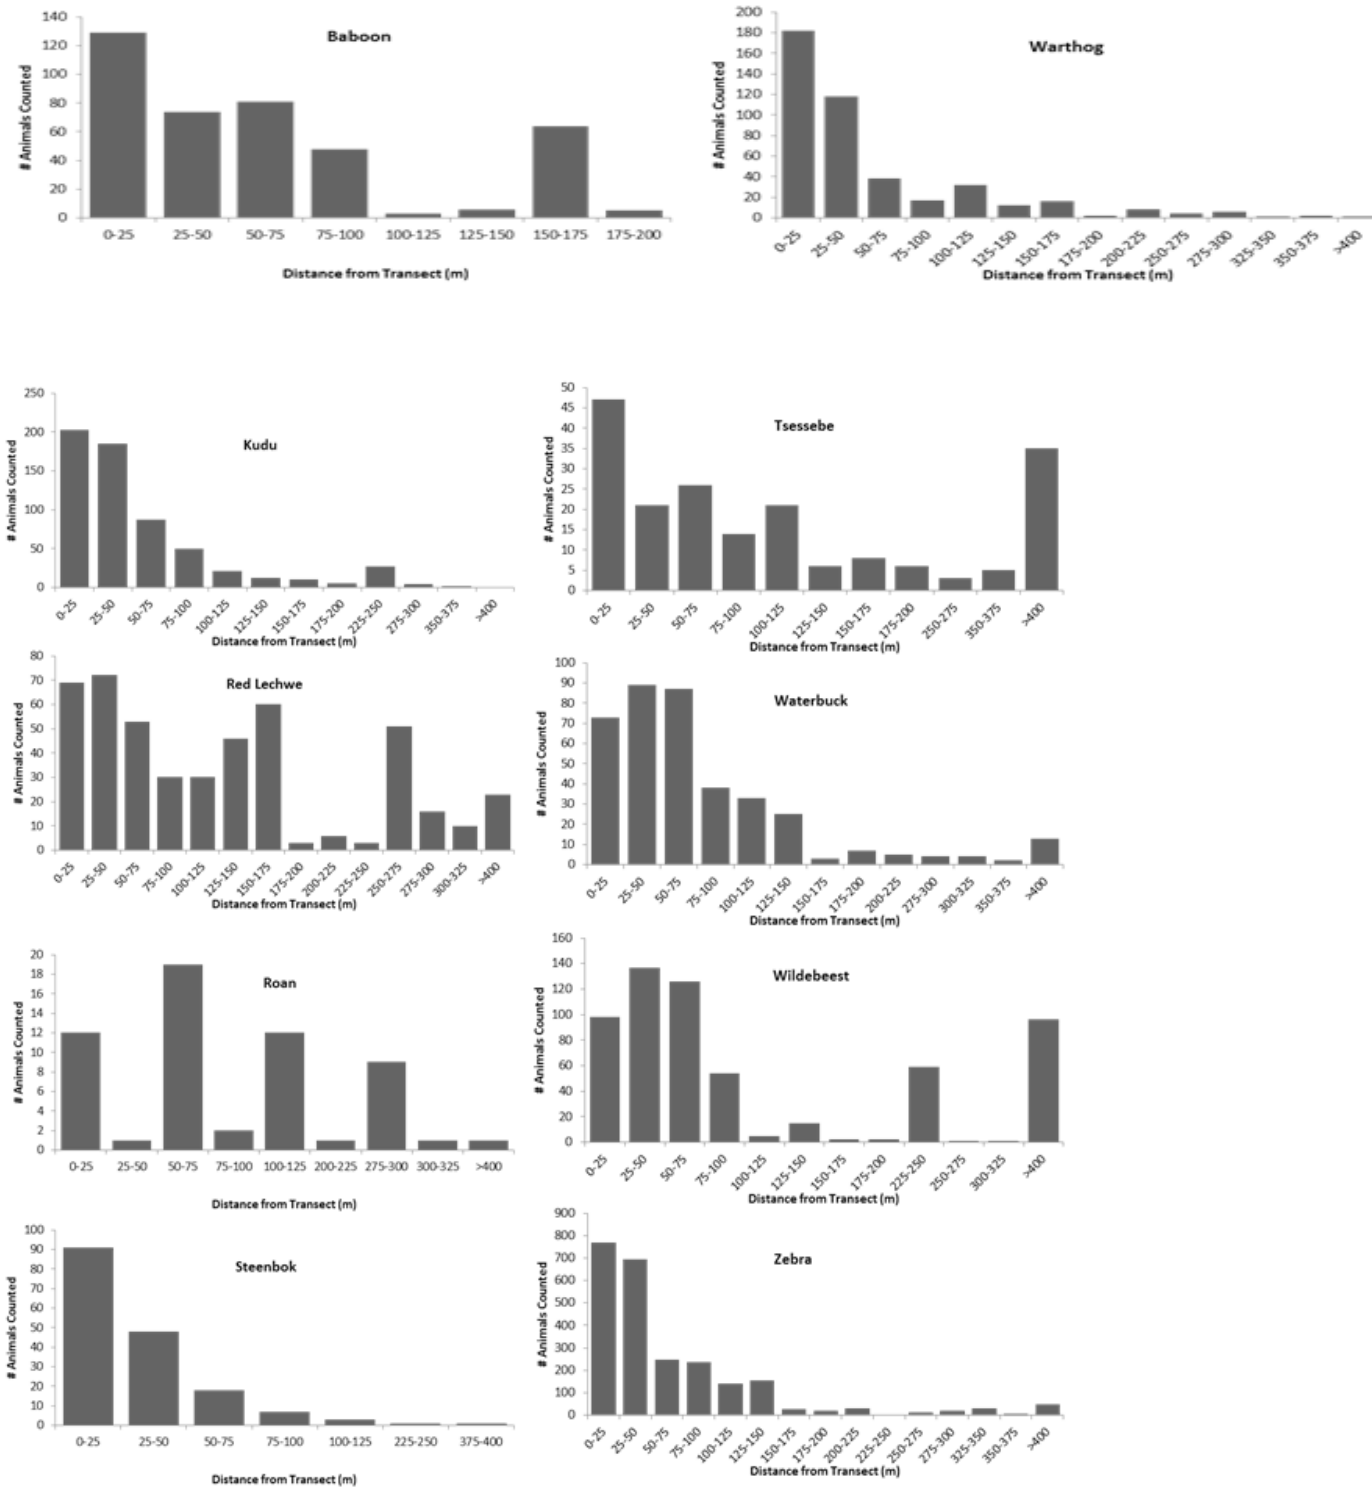 Baboon
# Animals Counted
140
120
100
80
60
40
20
0
0-25 25-50 50-75 75-100 100-125 125-150 150-175 175-200
Distance from Transect (m)
Warthog
# Animals Counted
200
180
160
140
120
100
80
60
40
20
0
0-25 25-50 50-75 75-100 100-125 125-150 150-175 175-200 200-225 250-275 275-300 325-350 350-375 >400
Distance from Transect (m)
Kudu
# Animals Counted
250
200
150
100
50
0
0-25 25-50 50-75 75-100 100-125 125-150 150-175 175-200 225-250 275-300 350-375 >400
Distance from Transect (m)
Tsessebe
# Animals Counted
50
45
40
35
30
25
20
15
10
5
0
0-25 25-50 50-75 75-100 100-125 125-150 150-175 175-200 250-275 350-375 >400
Distance from Transect (m)
Red Lechwe
# Animals Counted
80
70
60
50
40
30
20
10
0
0-25 25-50 50-75 75-100 100-125 125-150 150-175 175-200 200-225 225-250 250-275 275-300 300-325 >400
Distance from Transect (m)
Waterbuck
# Animals Counted
100
90
80
70
60
50
40
30
20
10
0
0-25 25-50 50-75 75-100 100-125 125-150 150-175 175-200 200-225 275-300 300-325 350-375 >400
Distance from Transect (m)
Roan
# Animals Counted
20
18
16
14
12
10
8
6
4
2
0
0-25 25-50 50-75 75-100 100-125 200-225 275-300 300-325 >400
Distance from Transect (m)
Wildebeest
# Animals Counted
160
140
120
100
80
60
40
20
0
0-25 25-50 50-75 75-100 100-125 125-150 150-175 175-200 225-250 250-275 300-325 >400
Distance from Transect (m)
Steenbok
# Animals Counted
100
90
80
70
60
50
40
30
20
10
0
0-25 25-50 50-75 75-100 100-125 225-250 375-400
Distance from Transect (m)
Zebra
# Animals Counted
900
800
700
600
500
400
300
200
100
0
0-25 25-50 50-75 75-100 100-125 125-150 150-175 175-200 200-225 225-250 250-275 275-300 325-350 350-375 >400
Distance from Transect (m)